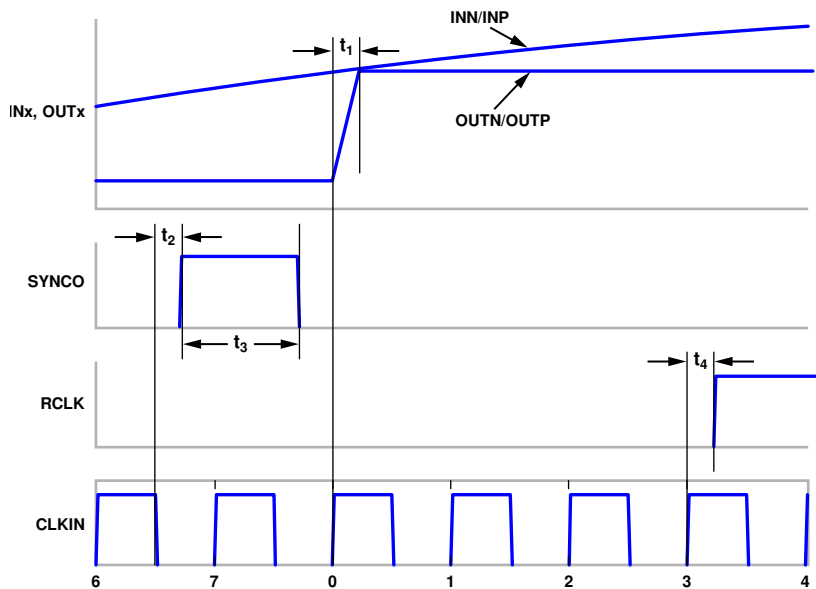 INN/INP
t1
INx, OUTx
OUTN/OUTP
t2
SYNCO
t3
t4
RCLK
CLKIN
6 7 0 1 2 3 4